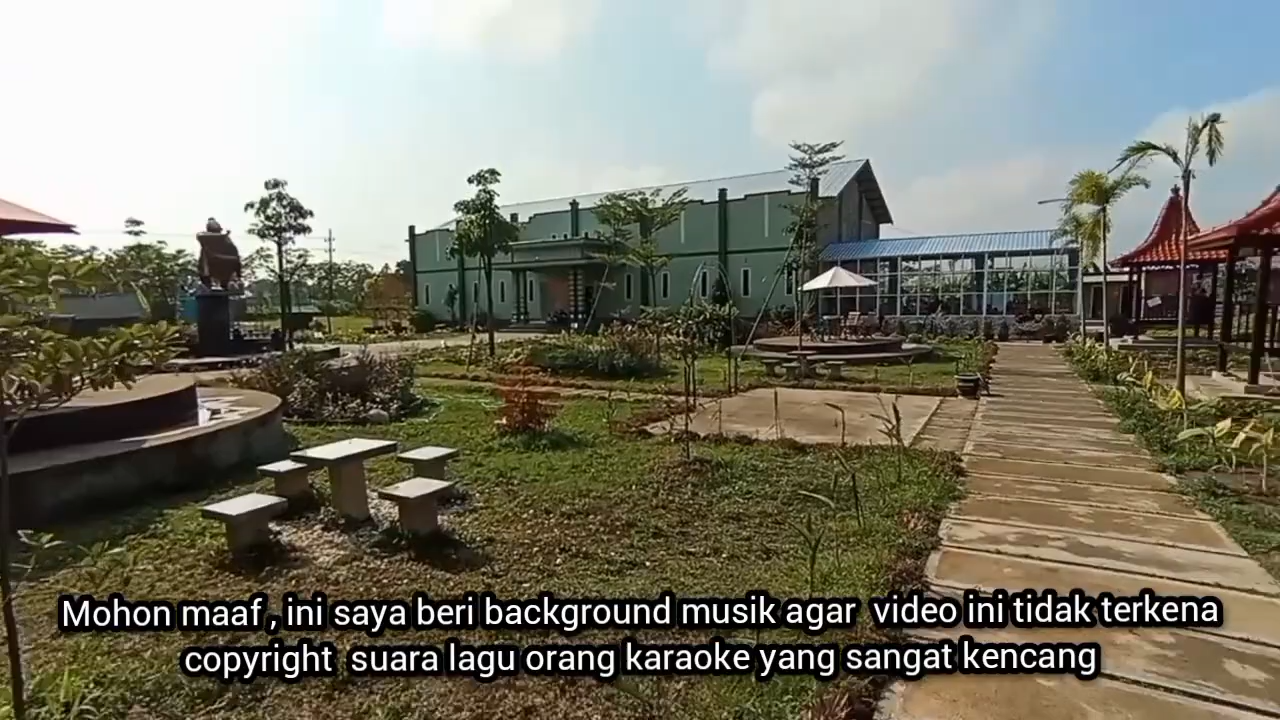 Mohon maaf , ini saya beri background musik agar  video ini tidak terkena
copyright  suara lagu orang karaoke yang sangat kencang